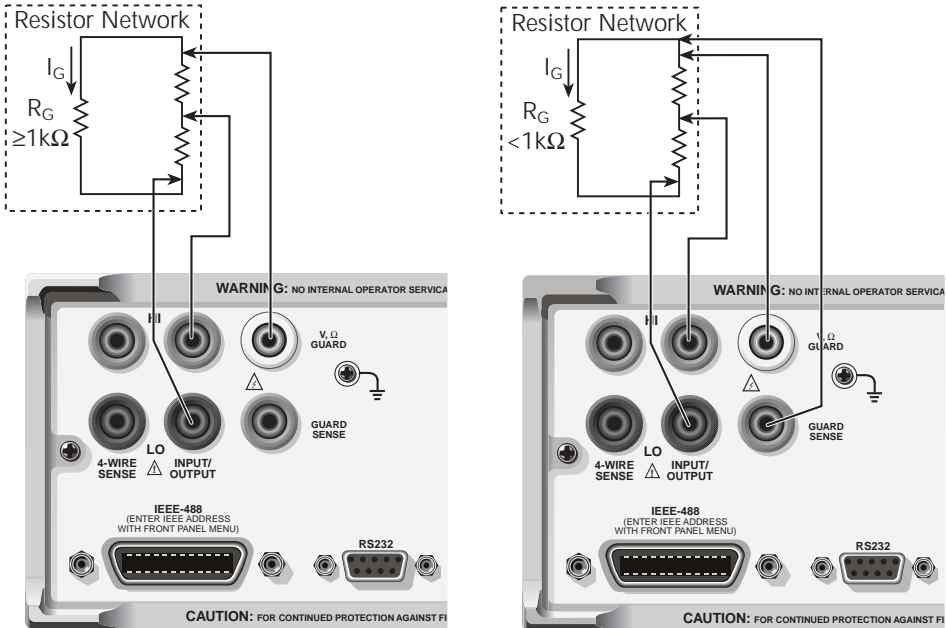 Resistor Network
I_G
R_G
≥1kΩ
WARNING: NO INTERNAL OPERATOR SERVICA
HI
V, Ω
GUARD
GUARD
SENSE
4-WIRE
SENSE
LO
INPUT/
OUTPUT
IEEE-488
(ENTER IEEE ADDRESS
WITH FRONT PANEL MENU)
RS232
CAUTION: FOR CONTINUED PROTECTION AGAINST FI
Resistor Network
I_G
R_G
<1kΩ
WARNING: NO INTERNAL OPERATOR SERVICA
HI
V, Ω
GUARD
GUARD
SENSE
4-WIRE
SENSE
LO
INPUT/
OUTPUT
IEEE-488
(ENTER IEEE ADDRESS
WITH FRONT PANEL MENU)
RS232
CAUTION: FOR CONTINUED PROTECTION AGAINST FI